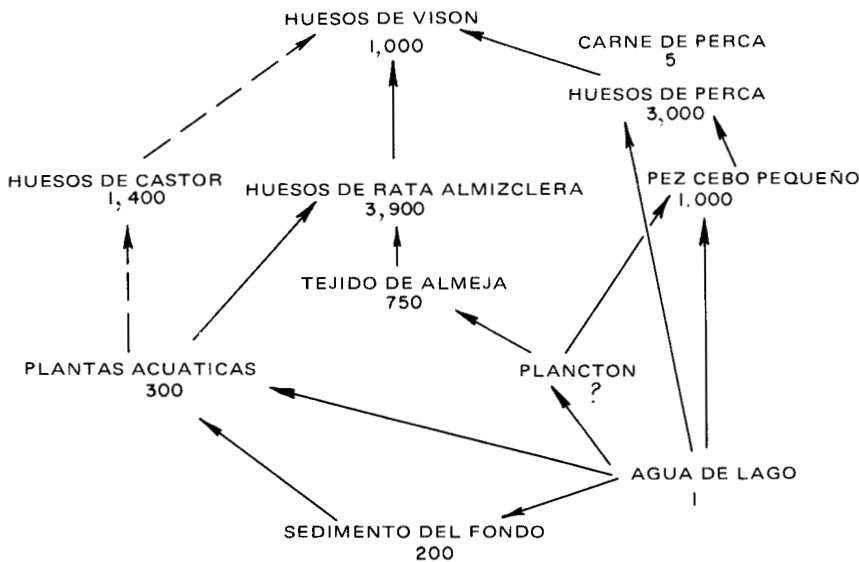 HUESOS DE VISON
1,000
CARNE DE PERCA
5
HUESOS DE PERCA
3,000
HUESOS DE CASTOR
1,400
HUESOS DE RATA ALMIZCLERA
3,900
PEZ CEBO PEQUEÑO
1.000
TEJIDO DE ALMEJA
750
PLANTAS ACUATICAS
300
PLANCTON
?
AGUA DE LAGO
1
SEDIMENTO DEL FONDO
200